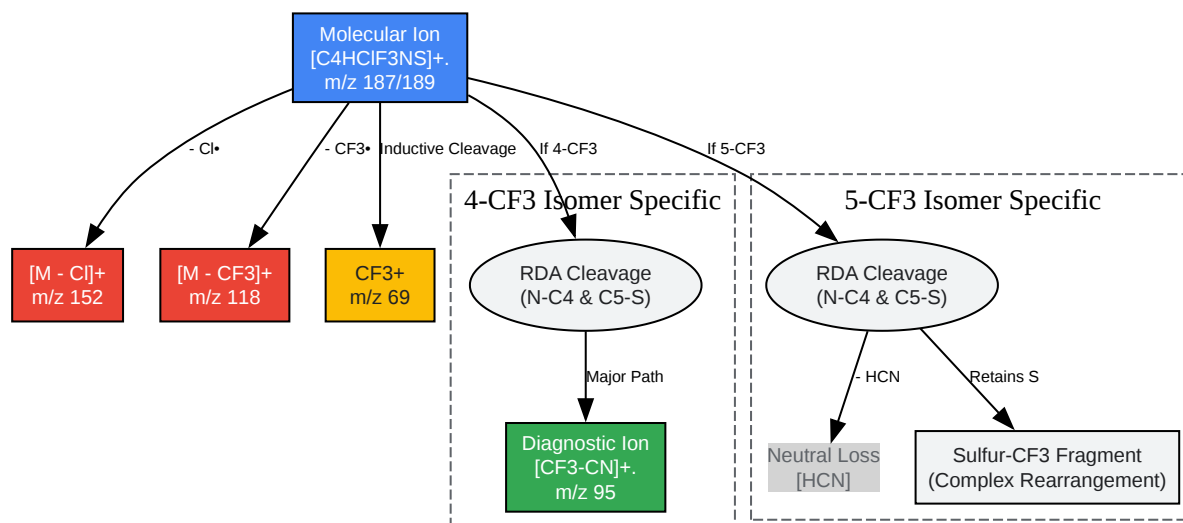 Molecular Ion
[C4HClF3NS]+.
m/z 187/189
- Cl•
- CF3•
Inductive Cleavage
If 4-CF3
If 5-CF3
4-CF3 Isomer Specific
5-CF3 Isomer Specific
[M - Cl]+
m/z 152
[M - CF3]+
m/z 118
CF3+
m/z 69
RDA Cleavage
(N-C4 & C5-S)
RDA Cleavage
(N-C4 & C5-S)
Major Path
- HCN
Retains S
Diagnostic Ion
[CF3-CN]+.
m/z 95
Neutral Loss
[HCN]
Sulfur-CF3 Fragment
(Complex Rearrangement)